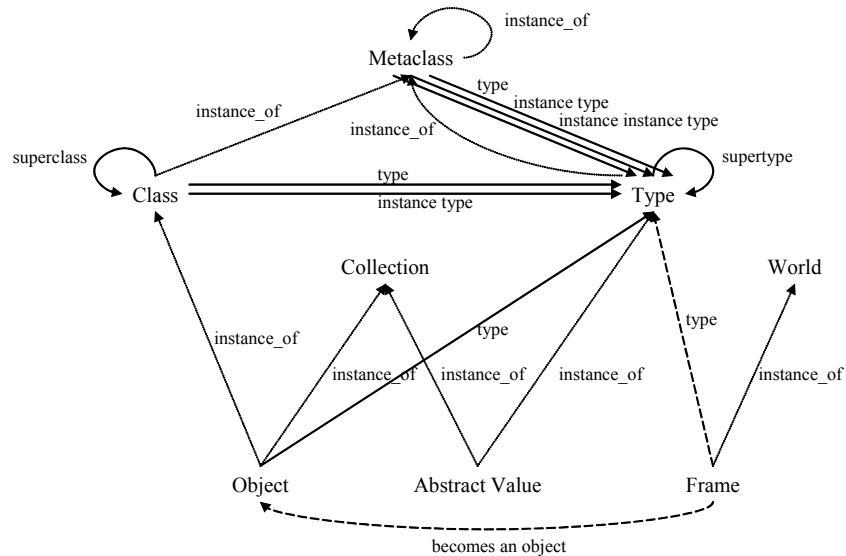 instance_of
Metaclass
type
instance type
instance instance type
instance_of
instance_of
superclass
supertype
Class
type
instance type
Type
Collection
World
type
type
instance_of
instance_of
instance_of
instance_of
instance_of
Object
Abstract Value
Frame
becomes an object